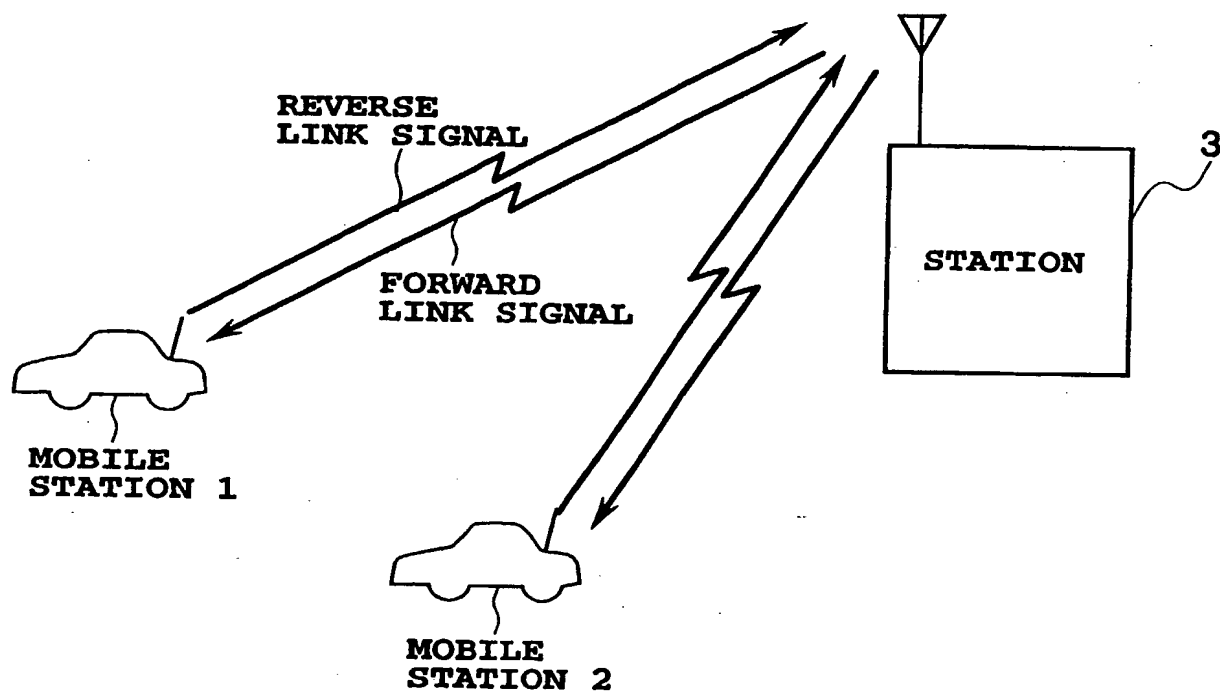 REVERSE
LINK SIGNAL
3
STATION
FORWARD
LINK SIGNAL
MOBILE
STATION 1
MOBILE
STATION 2